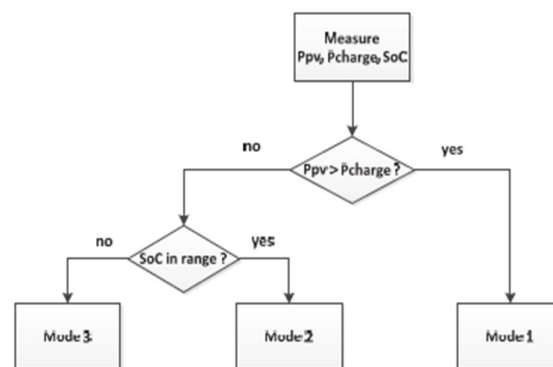 Measure
Ppv, Pcharge, SoC
no
yes
Ppv > Pcharge ?
no
yes
SoC in range ?
Mode 3
Mode 2
Mode 1